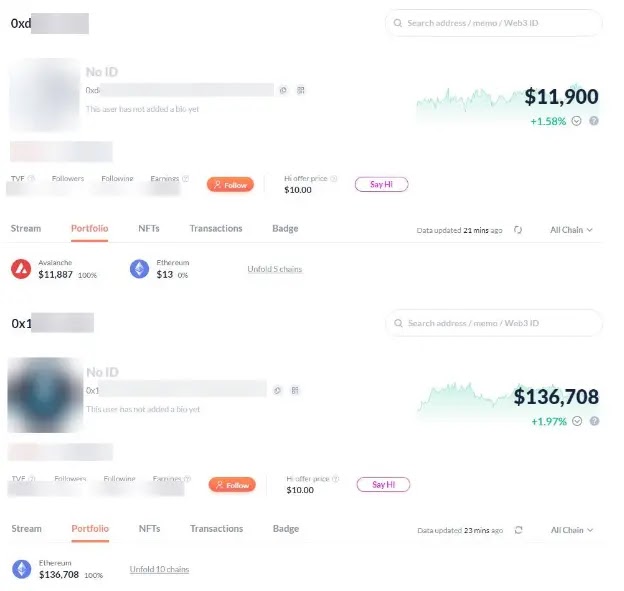 0xd
Search address / memo / Web3 ID
No ID
0xd
This user has not added a bio yet
$11,900
+1.58%
TVF Followers Following Earnings Follow Hi offer price Say Hi
$10.00
Stream Portfolio NFTs Transactions Badge Data updated 21 mins ago All Chain
Avalanche Ethereum
$11,887 100% $13 0% Unfold 5 chains
0x1
Search address / memo / Web3 ID
No ID
0x1
This user has not added a bio yet
$136,708
+1.97%
TVF Followers Following Earnings Follow Hi offer price Say Hi
$10.00
Stream Portfolio NFTs Transactions Badge Data updated 23 mins ago All Chain
Ethereum
$136,708 100% Unfold 10 chains